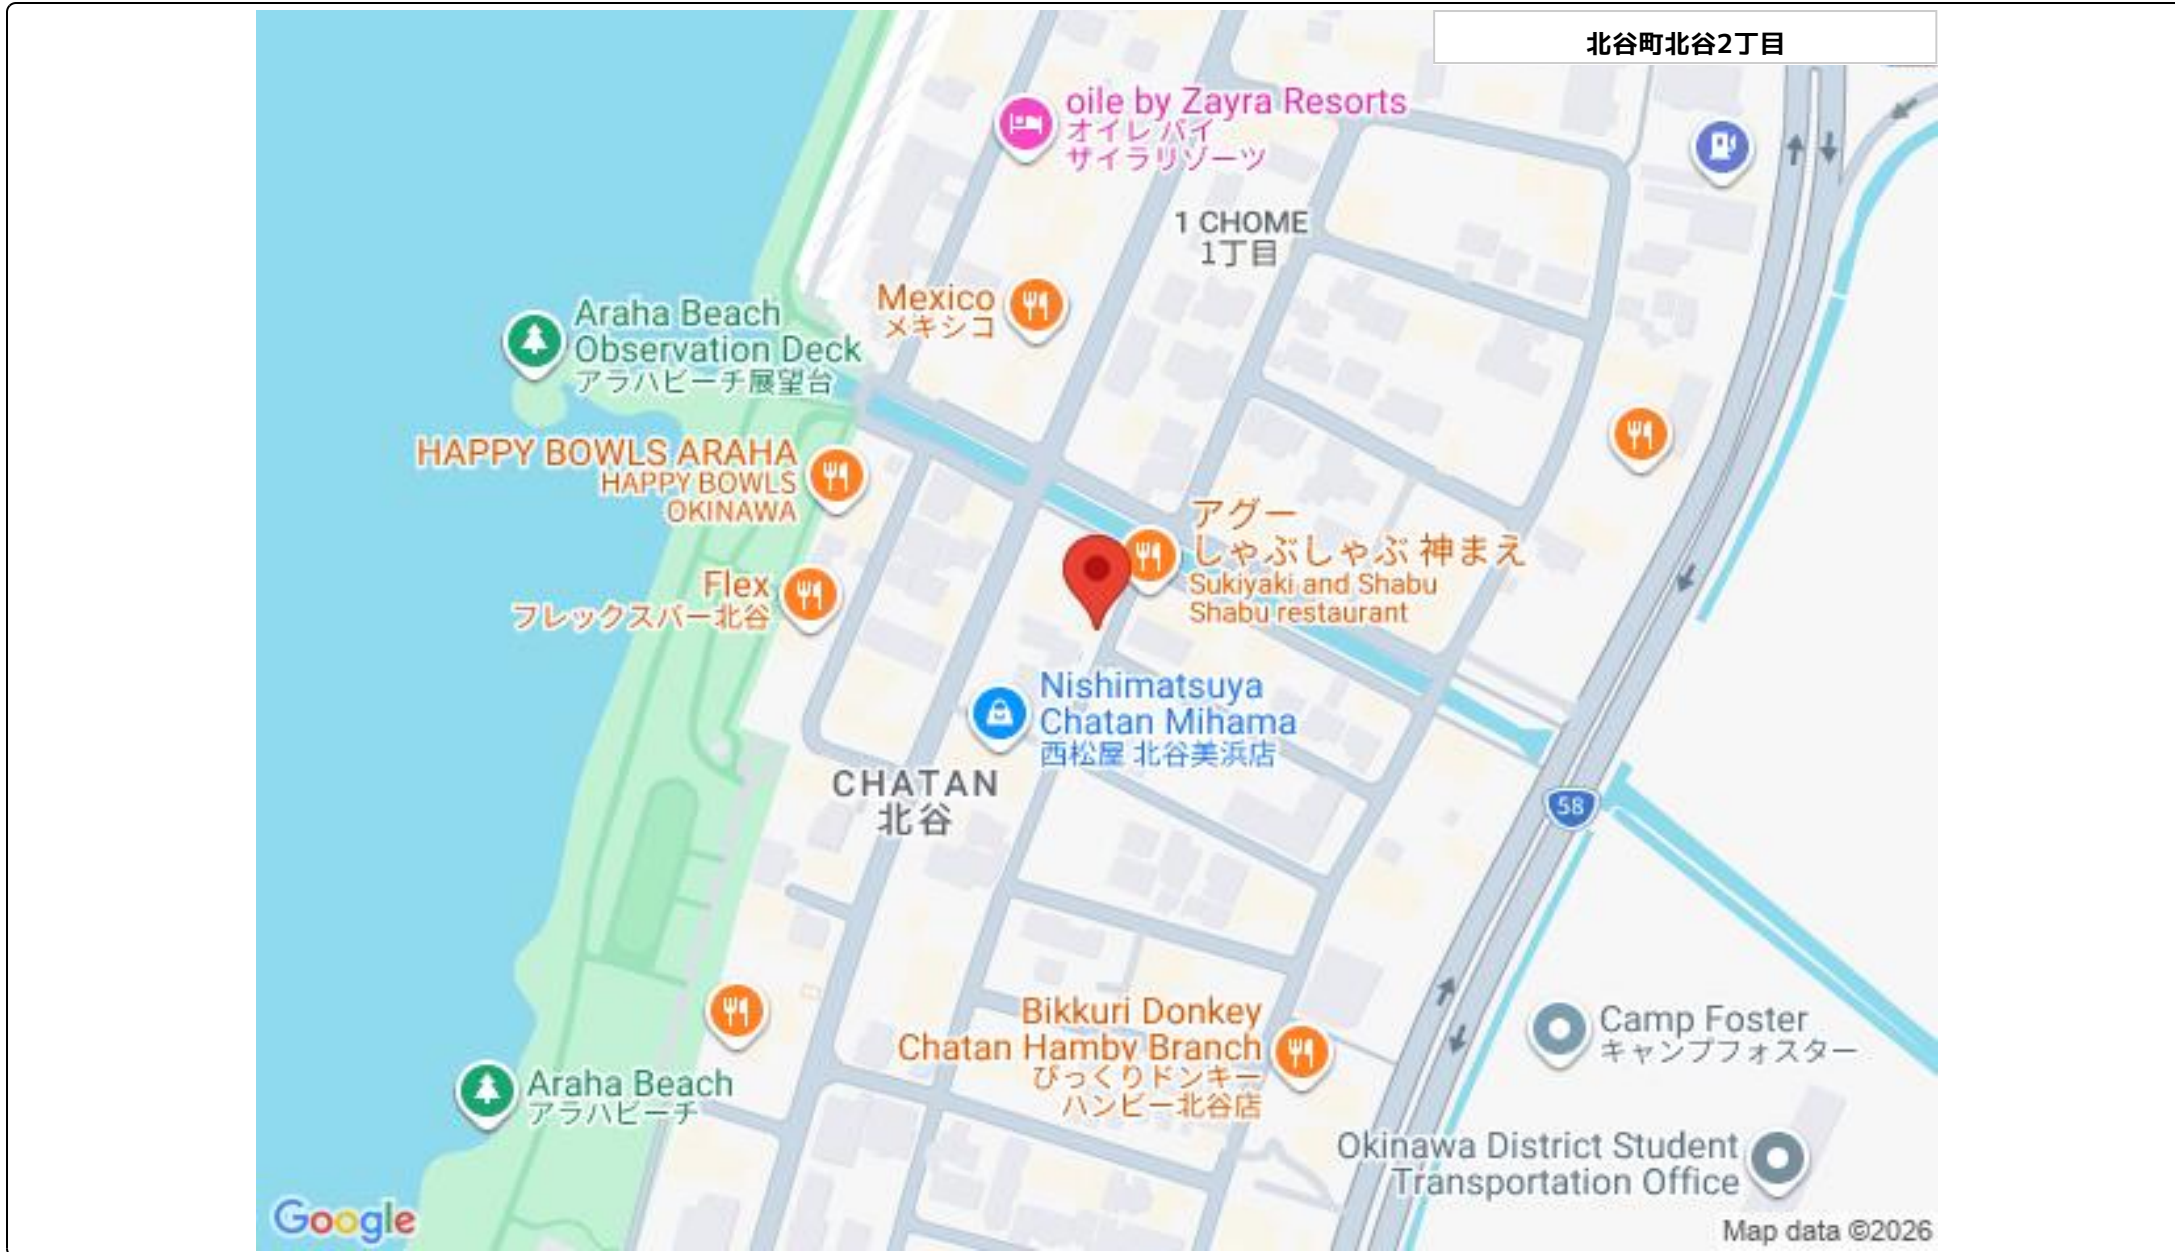 北谷町北谷2丁目
oile by Zayra Resorts
オイレ バイ
ザイラリゾーツ
1 CHOME
1丁目
Mexico
メキシコ
Araha Beach
Observation Deck
アラハビーチ展望台
HAPPY BOWLS ARAHA
HAPPY BOWLS
OKINAWA
アグー
しゃぶしゃぶ 神まえ
Sukiyaki and Shabu
Shabu restaurant
Flex
フレックスバー北谷
Nishimatsuya
Chatan Mihama
西松屋 北谷美浜店
CHATAN
北谷
58
Bikkuri Donkey
Chatan Hamby Branch
びっくりドンキー
ハンビー北谷店
Camp Foster
キャンプフォスター
Araha Beach
アラハビーチ
Okinawa District Student
Transportation Office
Google
Map data ©2026